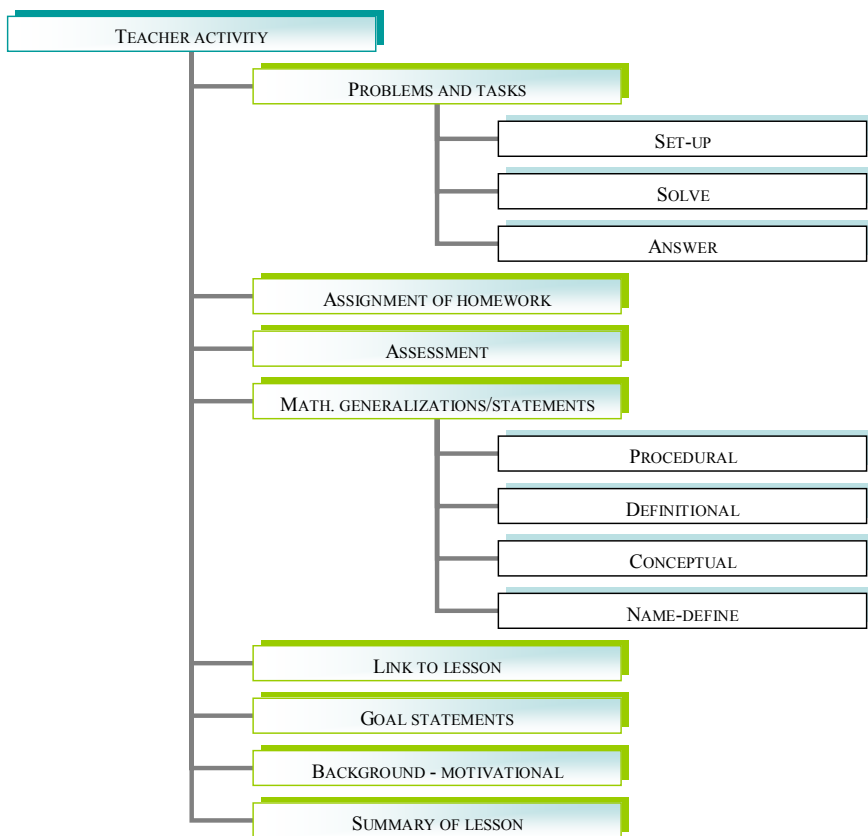 TEACHER ACTIVITY
PROBLEMS AND TASKS
SET-UP
SOLVE
ANSWER
ASSIGNMENT OF HOMEWORK
ASSESSMENT
MATH. GENERALIZATIONS/STATEMENTS
PROCEDURAL
DEFINITIONAL
CONCEPTUAL
NAME-DEFINE
LINK TO LESSON
GOAL STATEMENTS
BACKGROUND - MOTIVATIONAL
SUMMARY OF LESSON